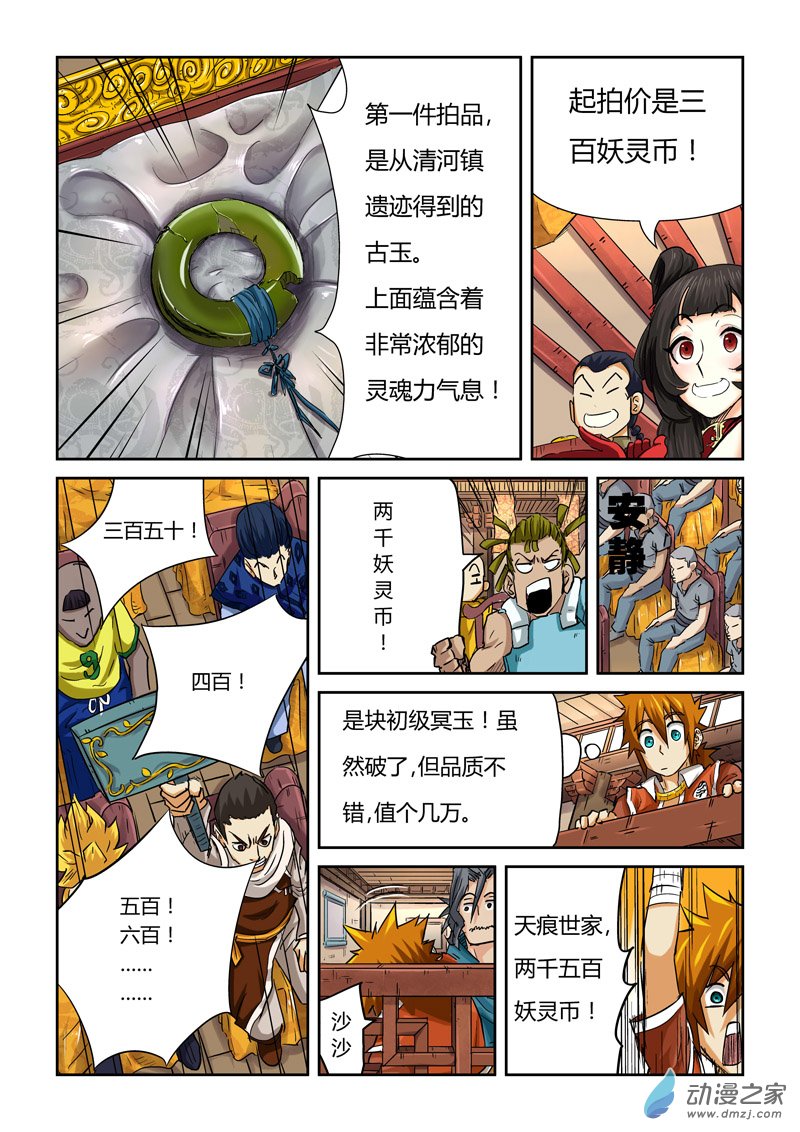 第一件拍品，
是从清河镇
遗迹得到的
古玉。
上面蕴含着
非常浓郁的
灵魂力气息！
起拍价是三
百妖灵币！
三百五十！
9
CN
四百！
五百！
六百！
……
……
两千妖灵币！
安静
是块初级冥玉！虽
然破了，但品质不
错，值个几万。
沙沙
天痕世家，
两千五百
妖灵币！
动漫之家
www.dmzj.com